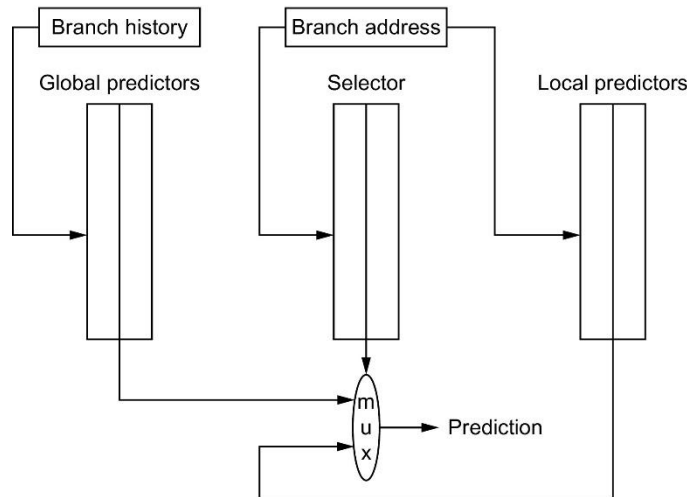 Branch history
Branch address
Global predictors
Selector
Local predictors
m
u
x
Prediction